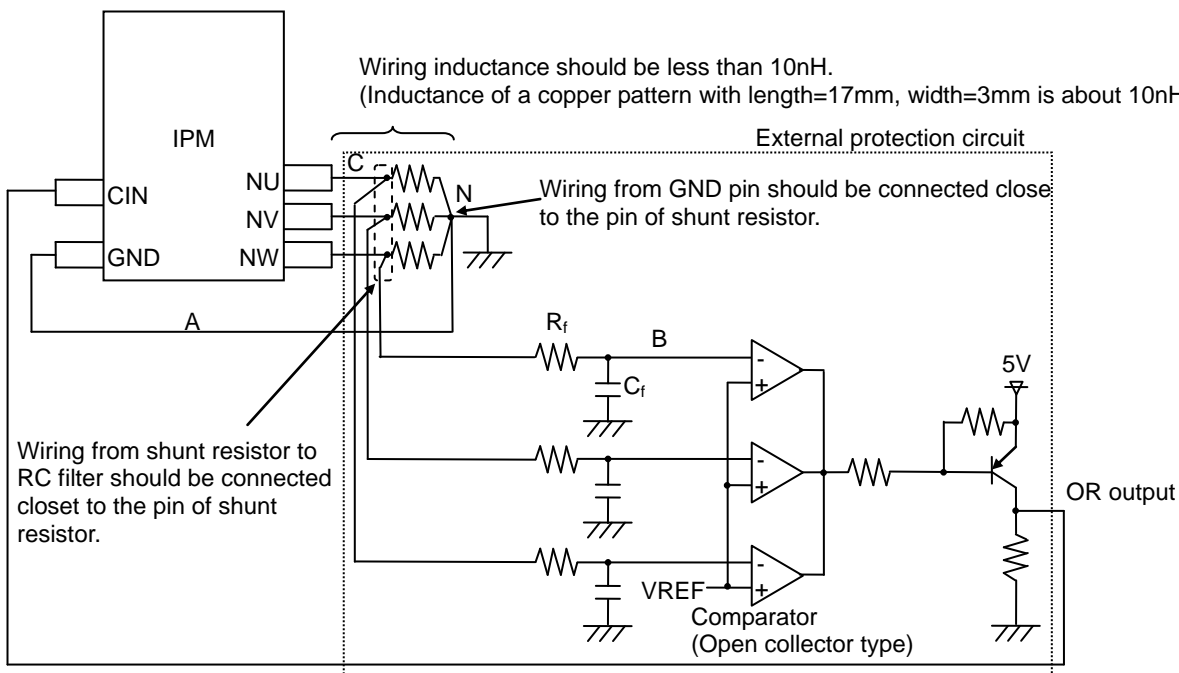 Wiring inductance should be less than 10nH.
(Inductance of a copper pattern with length=17mm, width=3mm is about 10nH
External protection circuit
IPM
C
NU
N
CIN
NV
GND
NW
Wiring from GND pin should be connected close
to the pin of shunt resistor.
A
Rf
B
-
+
5V
Cf
Wiring from shunt resistor to
RC filter should be connected
closet to the pin of shunt
resistor.
-
+
OR output
-
+
VREF
Comparator
(Open collector type)